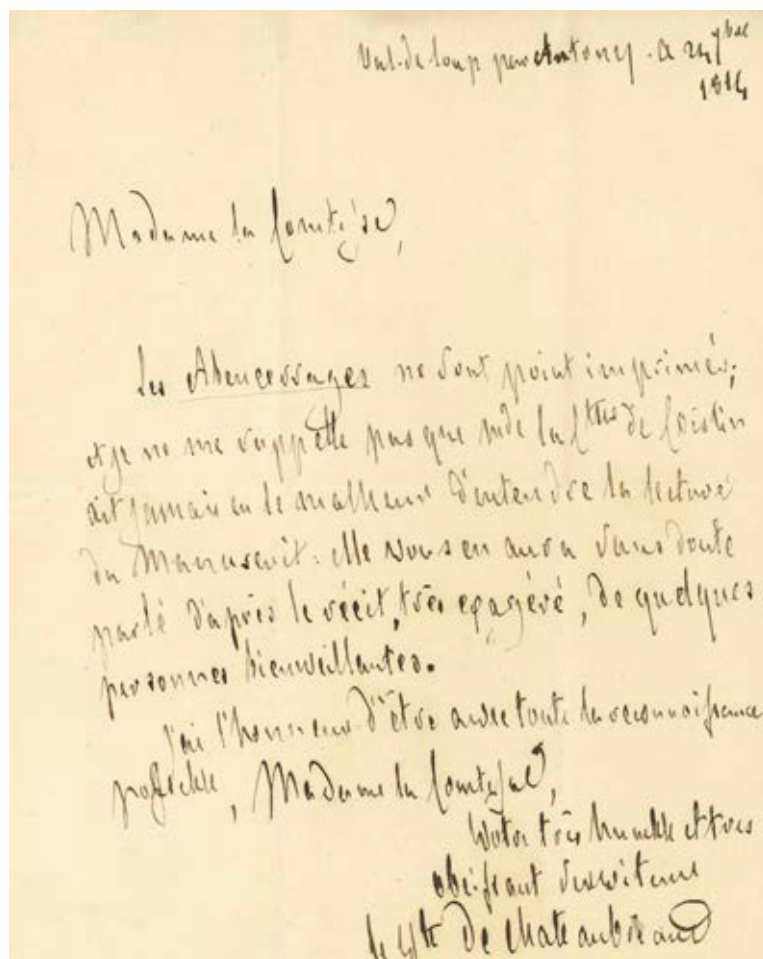 Val-de-loup par Antony. Ce 24 7bre
1814
Madame la Comtesse,
Les Abencerrages ne sont point imprimés;
et je ne me rappelle pas que mde la Ctesse de Coislin
ait jamais eu le malheur d'entendre la lecture
du Manuscrit: elle vous en aura sans doute
parlé d'après le récit, très exagéré, de quelques
personnes bienveillantes.
J'ai l'honneur d'être avec toute la reconnoissance
possible, Madame la Comtesse,
Votre très humble et très
obéissant serviteur
le Vte de Chateaubriand